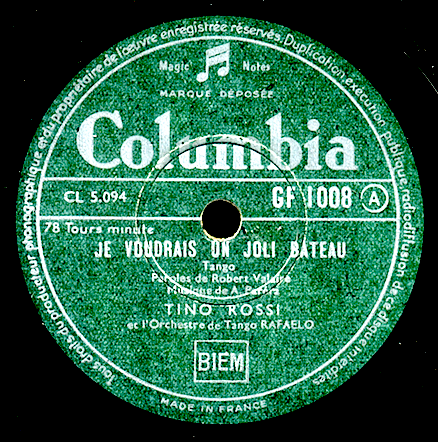 Tous droits du producteur phonographique et du propriétaire de l'œuvre enregistrée réservés. Duplication, exécution publique, radiodiffusion de ce disque interdites
Magic Notes
MARQUE DÉPOSÉE
Columbia
CL 5.094 GF 1008 A
78 Tours minute
JE VOUDRAIS UN JOLI BATEAU
Tango
Paroles de Robert
Musique de A.
TINO ROSSI
et l'Orchestre de Tango RAFAELO
BIEM
MADE IN FRANCE